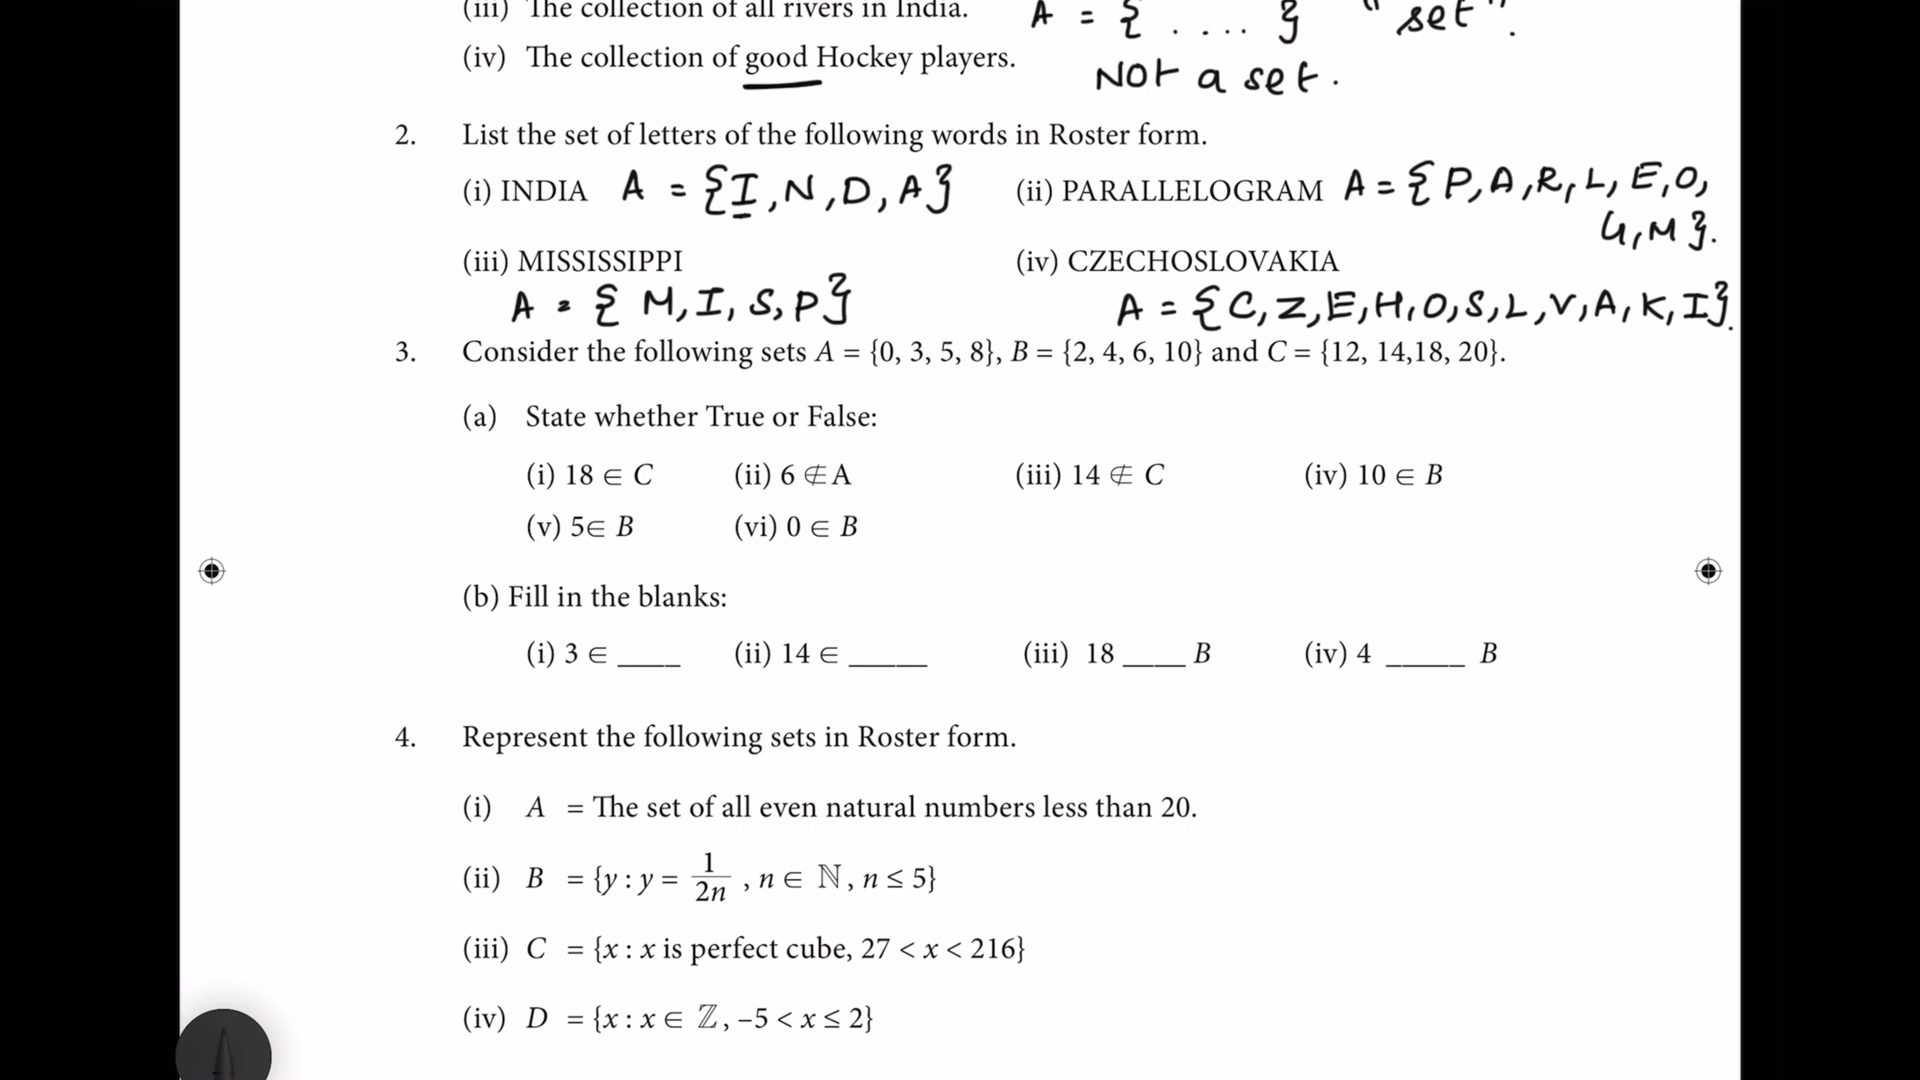 (iii) The collection of all rivers in India. A = { .... } "set".
(iv) The collection of good Hockey players. NOT a set.
2. List the set of letters of the following words in Roster form.
(i) INDIA A = {I,N,D,A} (ii) PARALLELOGRAM A = {P,A,R,L,E,O,
G,M}.
(iii) MISSISSIPPI (iv) CZECHOSLOVAKIA
A = { M,I,S,P} A = {C,Z,E,H,O,S,L,V,A,K,I}.
3. Consider the following sets A = {0, 3, 5, 8}, B = {2, 4, 6, 10} and C = {12, 14,18, 20}.
(a) State whether True or False:
(i) 18 ∈ C (ii) 6 ∉ A (iii) 14 ∉ C (iv) 10 ∈ B
(v) 5∈ B (vi) 0 ∈ B
(b) Fill in the blanks:
(i) 3 ∈ ____ (ii) 14 ∈ _____ (iii) 18 ____ B (iv) 4 _____ B
4. Represent the following sets in Roster form.
(i) A = The set of all even natural numbers less than 20.
(ii) B = {y : y = 1/2n , n ∈ ℕ, n ≤ 5}
(iii) C = {x : x is perfect cube, 27 < x < 216}
(iv) D = {x : x ∈ ℤ, –5 < x ≤ 2}